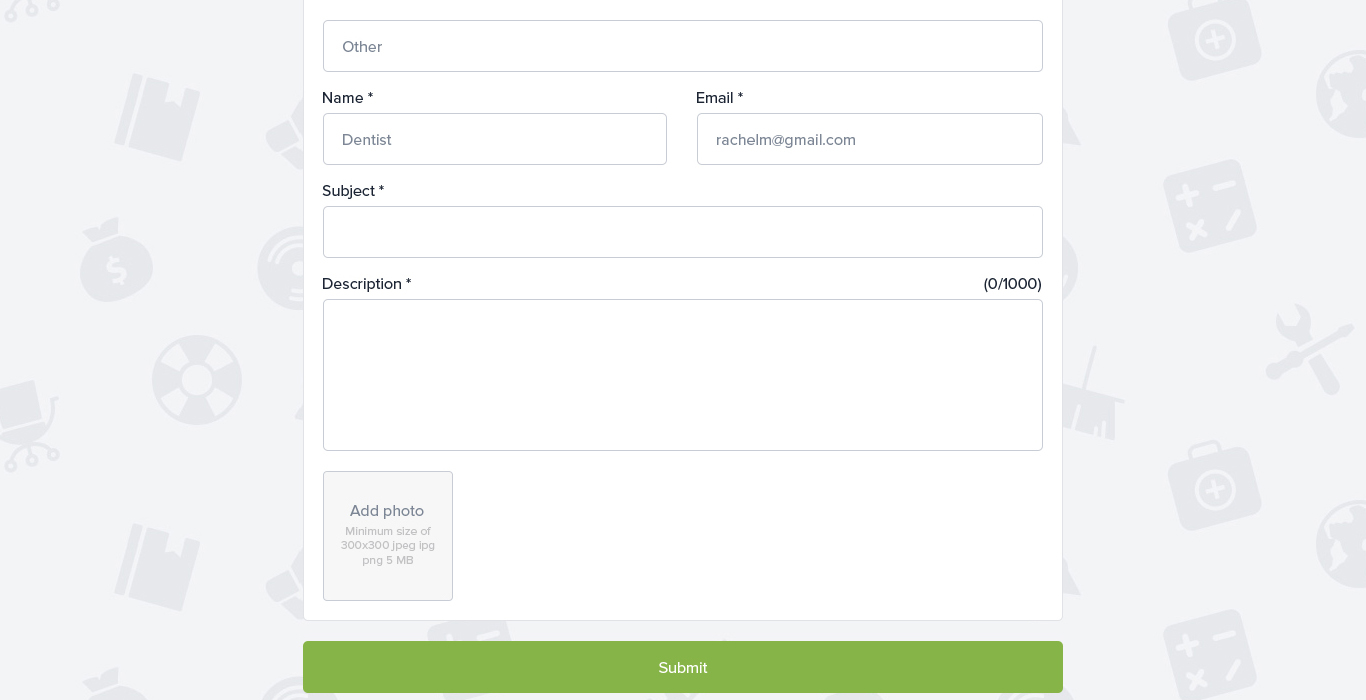 Other
Name * Email *
Dentist rachelm@gmail.com
Subject *
Description * (0/1000)
Add photo
Minimum size of
300x300 jpeg jpg
png 5 MB
Submit